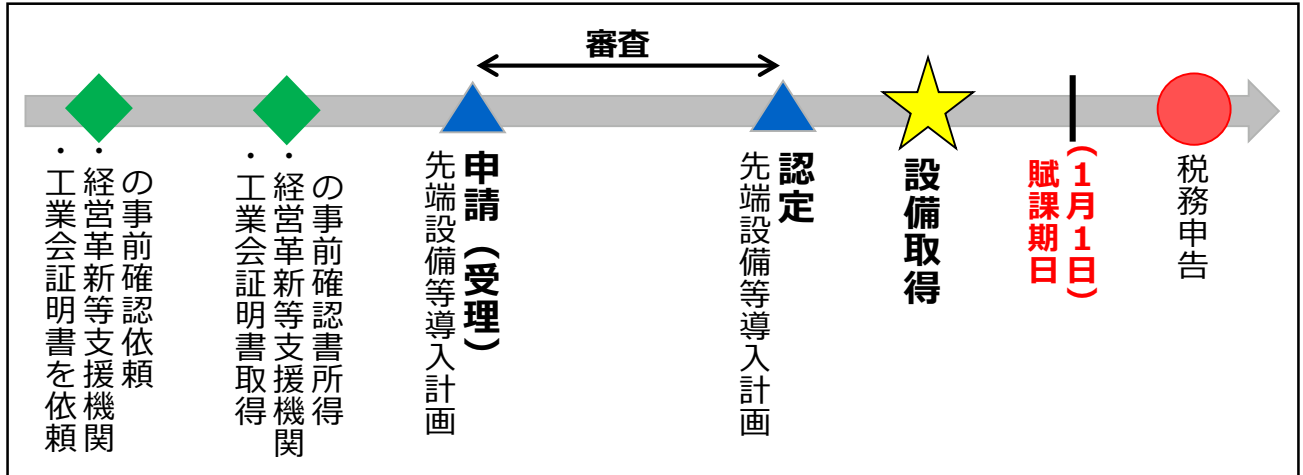 審査
・工業会証明書を依頼
・経営革新等支援機関
の事前確認依頼
・工業会証明書取得
・経営革新等支援機関
の事前確認書所得
先端設備等導入計画
申請（受理）
先端設備等導入計画
認定
設備取得
賦課期日
（1月1日）
税務申告